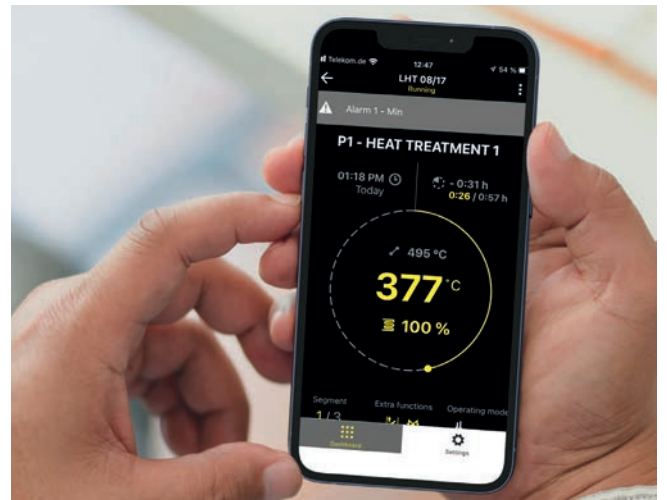 Telekom.de 12:47 54 %
LHT 08/17
Running
Alarm 1 - Min
P1 - HEAT TREATMENT 1
01:18 PM - 0:31 h
Today 0:26 / 0:57 h
495 °C
377 °C
100 %
Segment Extra functions Operating mode
1 / 3
Dashboard Settings